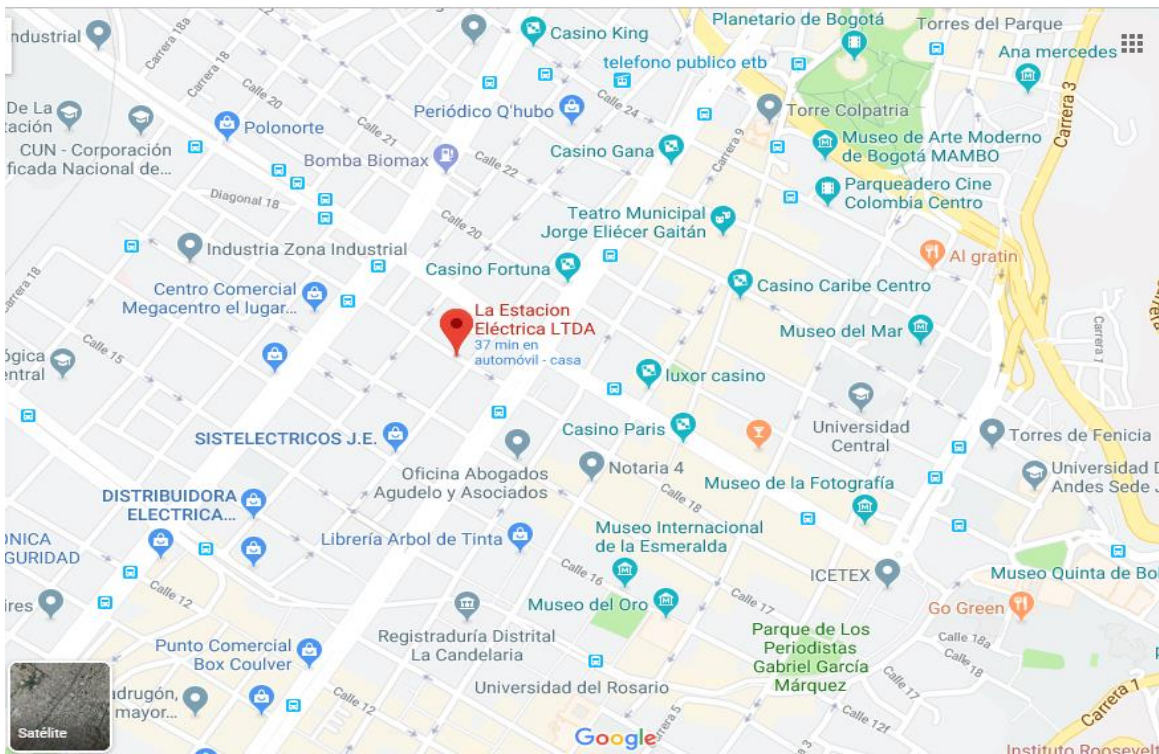 Planetario de Bogotá
Torres del Parque
ndustrial
Casino King
Carrera 18a
Ana mercedes
telefono publico etb
Carrera 18
Calle 20
De La
tación
Periódico Q'hubo
Calle 24
Torre Colpatria
Carrera 3
Polonorte
Calle 21
CUN - Corporación
ficada Nacional de...
Bomba Biomax
Calle 22
Casino Gana
Carrera 9
Museo de Arte Moderno
de Bogotá MAMBO
Diagonal 18
Parqueadero Cine
Colombia Centro
Teatro Municipal
Jorge Eliécer Gaitán
Calle 20
Industria Zona Industrial
Al gratin
Carrera 18
Casino Fortuna
Centro Comercial
Megacentro el lugar...
Casino Caribe Centro
La Estacion
Eléctrica LTDA
37 min en
automóvil - casa
Museo del Mar
Carrera 1
Calle 15
ógica
entral
luxor casino
SISTELECTRICOS J.E.
Casino Paris
Universidad
Central
Torres de Fenicia
Oficina Abogados
Agudelo y Asociados
Notaria 4
Calle 18
Museo de la Fotografía
Universidad D
Andes Sede J
DISTRIBUIDORA
ELECTRICA...
ONICA
GURIDAD
Librería Arbol de Tinta
Museo Internacional
de la Esmeralda
Calle 16
ICETEX
Museo Quinta de Bol
ires
Calle 12
Museo del Oro
Calle 17
Go Green
Registraduría Distrital
La Candelaria
Parque de Los
Periodistas
Gabriel García
Márquez
Calle 18a
Calle 18
Punto Comercial
Box Coulver
Calle 17
adrugón,
mayor...
Universidad del Rosario
Calle 12
Carrera 5
Calle 12f
Carrera 1
Satélite
Google
Instituto Roosevelt